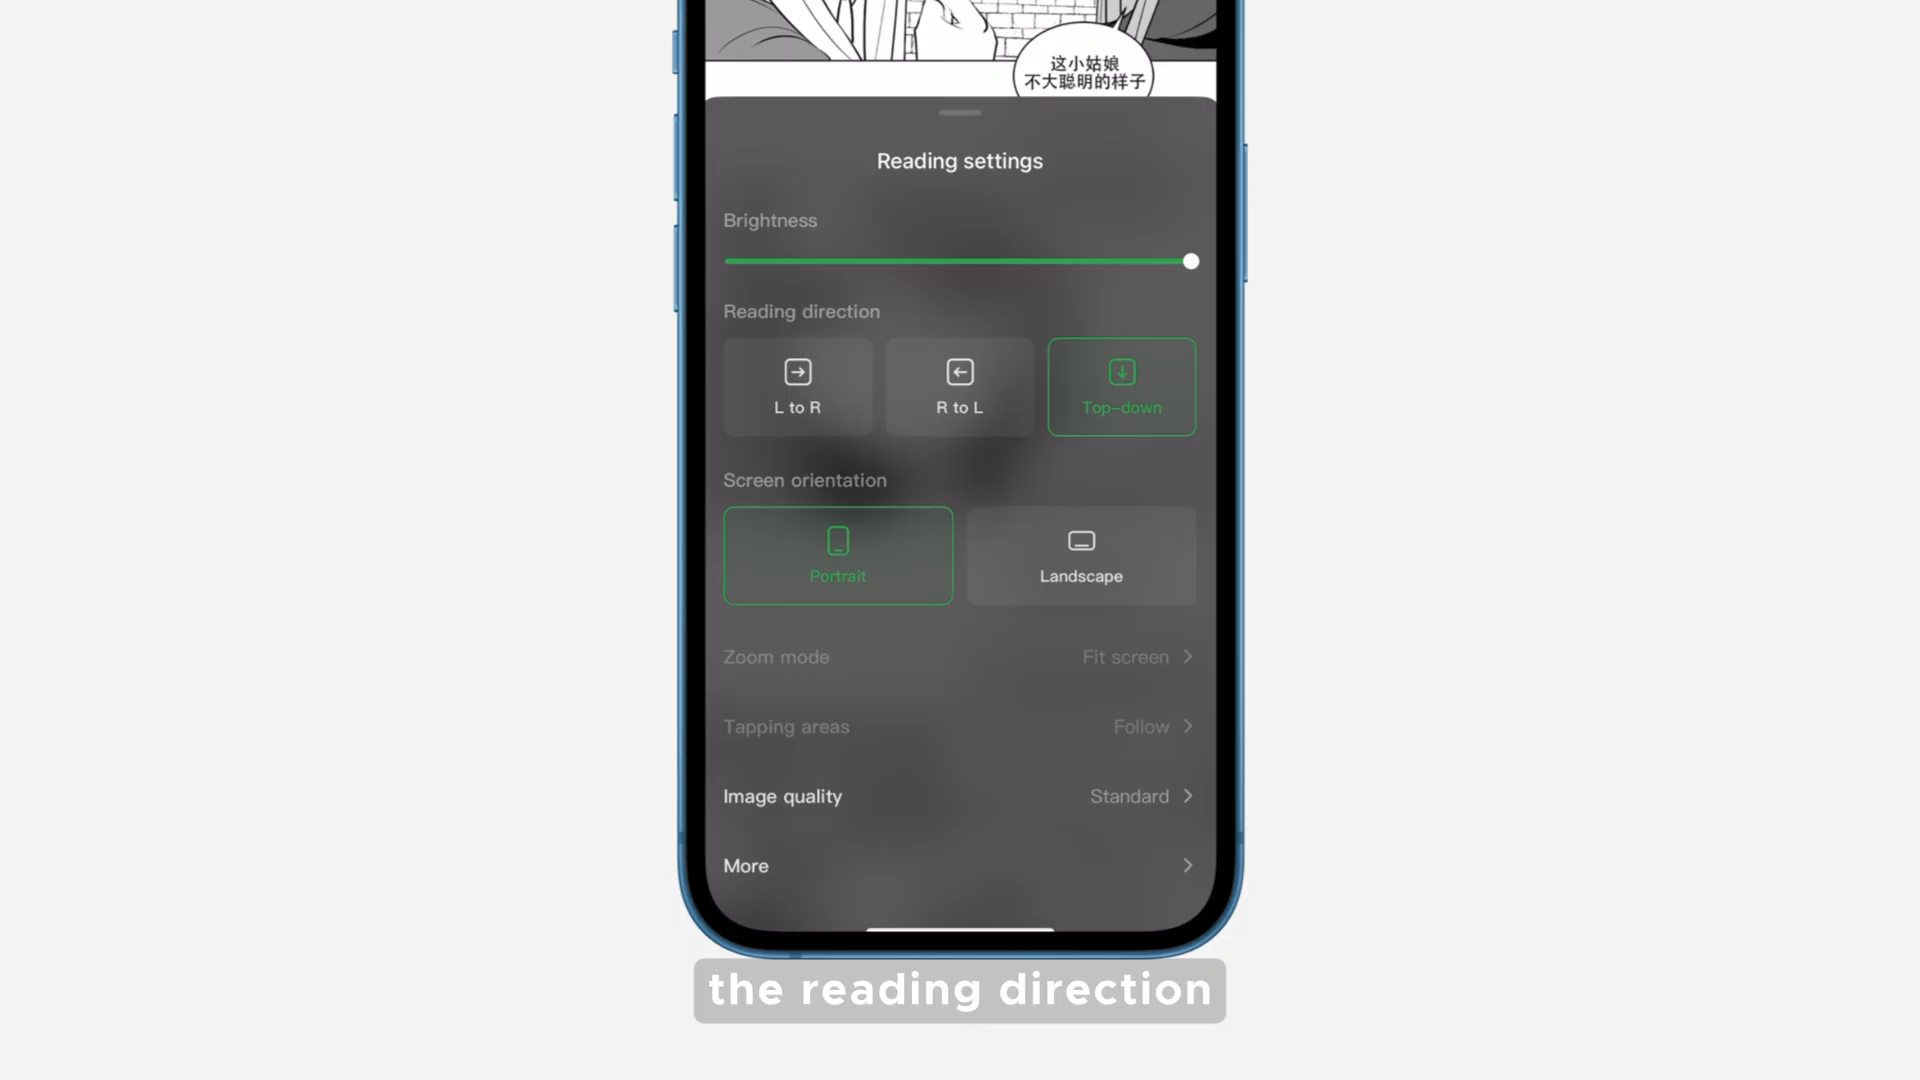 这小姑娘
不大聪明的样子
Reading settings
Brightness
Reading direction
L to R
R to L
Top-down
Screen orientation
Portrait
Landscape
Zoom mode
Fit screen
Tapping areas
Follow
Image quality
Standard
More
the reading direction